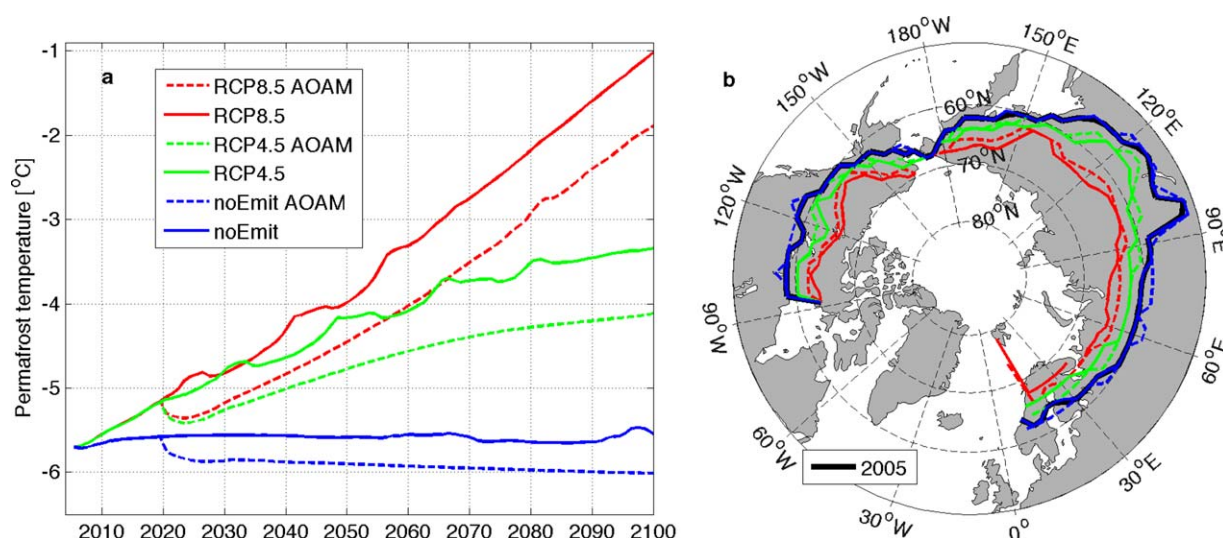 Permafrost temperature [°C]
-1
-2
-3
-4
-5
-6
a
RCP8.5 AOAM
RCP8.5
RCP4.5 AOAM
RCP4.5
noEmit AOAM
noEmit
2010 2020 2030 2040 2050 2060 2070 2080 2090 2100
b
180°W
150°E
150°W
60°N
120°E
70°N
120°W
80°N
90°E
90°W
60°E
60°W
2005
30°E
30°W
0°